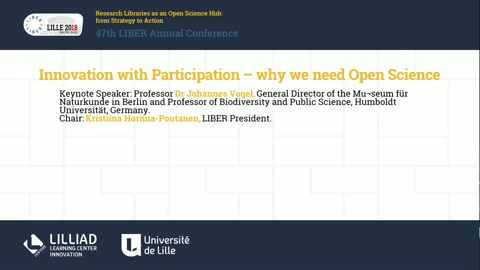 LIBER
LILLE 2018
Research Libraries as an Open Science Hub:
from Strategy to Action
47th LIBER Annual Conference
Innovation with Participation – why we need Open Science
Keynote Speaker: Professor Dr Johannes Vogel, General Director of the Mu¬seum für
Naturkunde in Berlin and Professor of Biodiversity and Public Science, Humboldt
Universität, Germany.
Chair: Kristiina Hormia-Poutanen, LIBER President.
LILLIAD
LEARNING CENTER
INNOVATION
Université
de Lille